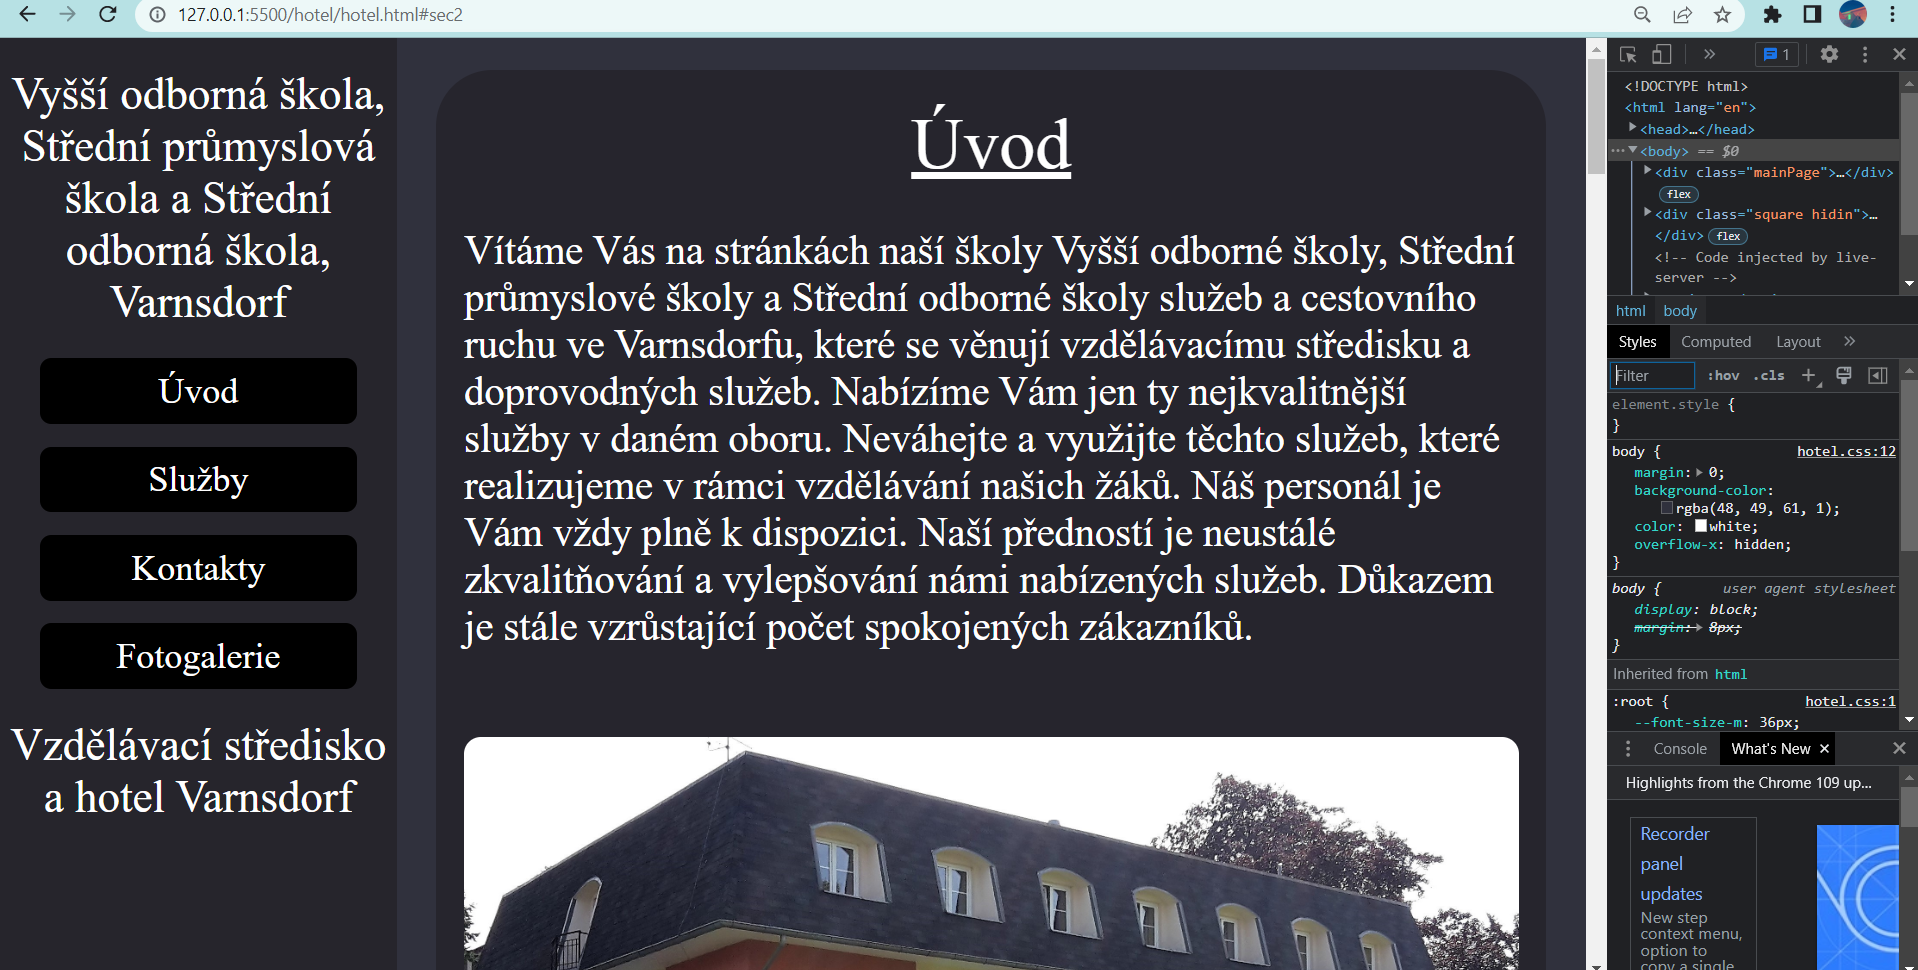 127.0.0.1:5500/hotel/hotel.html#sec2
Vyšší odborná škola,
Střední průmyslová
škola a Střední
odborná škola,
Varnsdorf
Úvod
Služby
Kontakty
Fotogalerie
Vzdělávací středisko
a hotel Varnsdorf
Úvod
Vítáme Vás na stránkách naší školy Vyšší odborné školy, Střední
průmyslové školy a Střední odborné školy služeb a cestovního
ruchu ve Varnsdorfu, které se věnují vzdělávacímu středisku a
doprovodných služeb. Nabízíme Vám jen ty nejkvalitnější
služby v daném oboru. Neváhejte a využijte těchto služeb, které
realizujeme v rámci vzdělávání našich žáků. Náš personál je
Vám vždy plně k dispozici. Naší předností je neustálé
zkvalitňování a vylepšování námi nabízených služeb. Důkazem
je stále vzrůstající počet spokojených zákazníků.
1
<!DOCTYPE html>
<html lang="en">
<head>…</head>
<body> == $0
<div class="mainPage">…</div>
flex
<div class="square hidin">…
</div> flex
<!-- Code injected by live-
server -->
html body
Styles Computed Layout
Filter :hov .cls
element.style {
}
body { hotel.css:12
margin: 0;
background-color:
rgba(48, 49, 61, 1);
color: white;
overflow-x: hidden;
}
body { user agent stylesheet
display: block;
margin: 8px;
}
Inherited from html
:root { hotel.css:1
--font-size-m: 36px;
Console What's New
Highlights from the Chrome 109 up...
Recorder
panel
updates
New step
context menu,
option to
copy a single